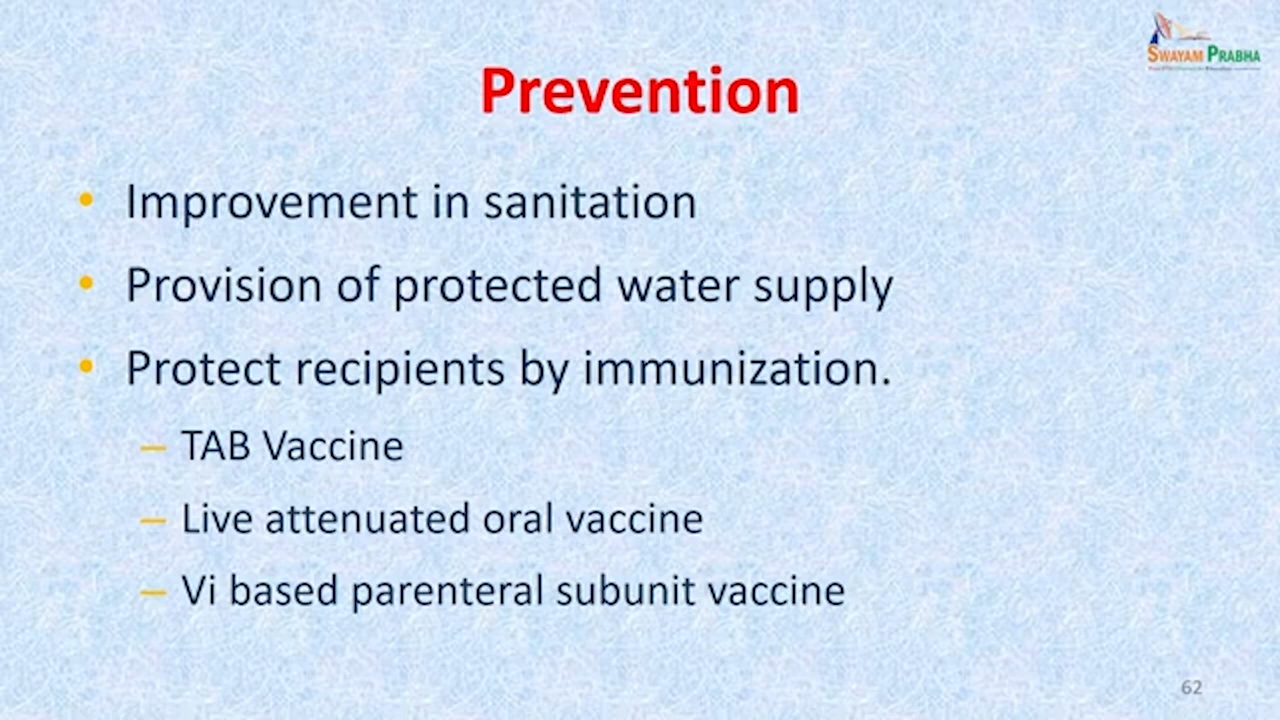 SWAYAM PRABHA
Prevention
• Improvement in sanitation
• Provision of protected water supply
• Protect recipients by immunization.
– TAB Vaccine
– Live attenuated oral vaccine
– Vi based parenteral subunit vaccine
62